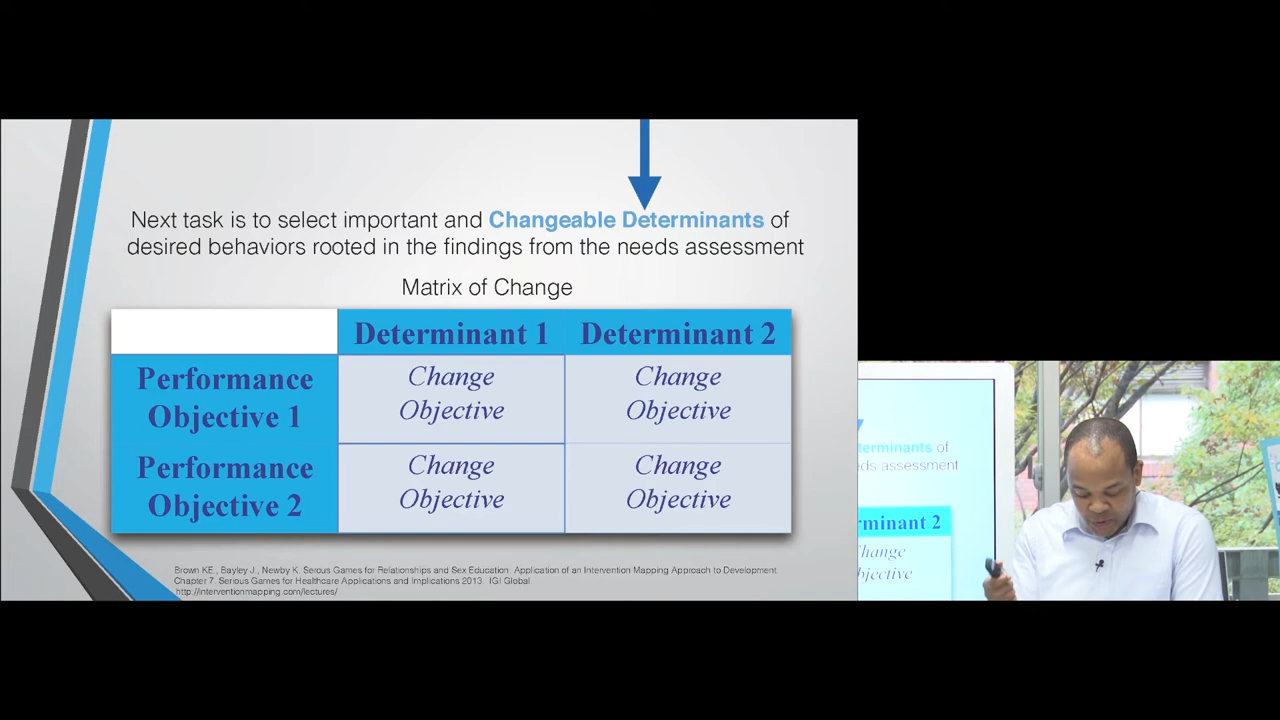 Next task is to select important and Changeable Determinants of
desired behaviors rooted in the findings from the needs assessment
Matrix of Change
Determinant 1 Determinant 2
Performance
Objective 1
Change
Objective
Change
Objective
Performance
Objective 2
Change
Objective
Change
Objective
Brown KE., Bayley J., Newby K. Serous Games for Relationships and Sex Education. Application of an Intervention Mapping Approach to Development.
Chapter 7. Serious Games for Healthcare Applications and Implications 2013. IGI Global.
http://interventionmapping.com/lectures/
terminants of
ds assessment
rminant 2
Change
bjective